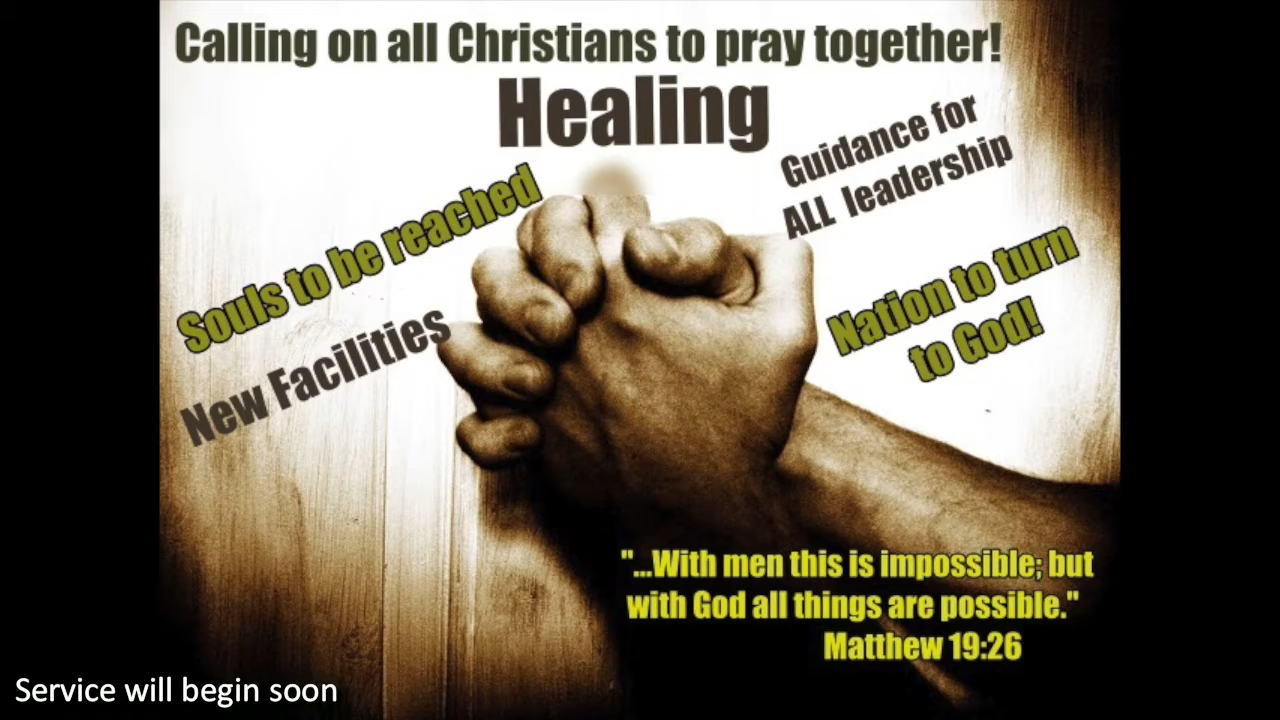 Calling on all Christians to pray together!
Healing
Guidance for
ALL leadership
Souls to be reached
New Facilities
Nation to turn
to God!
"...With men this is impossible; but
with God all things are possible."
Matthew 19:26
Service will begin soon